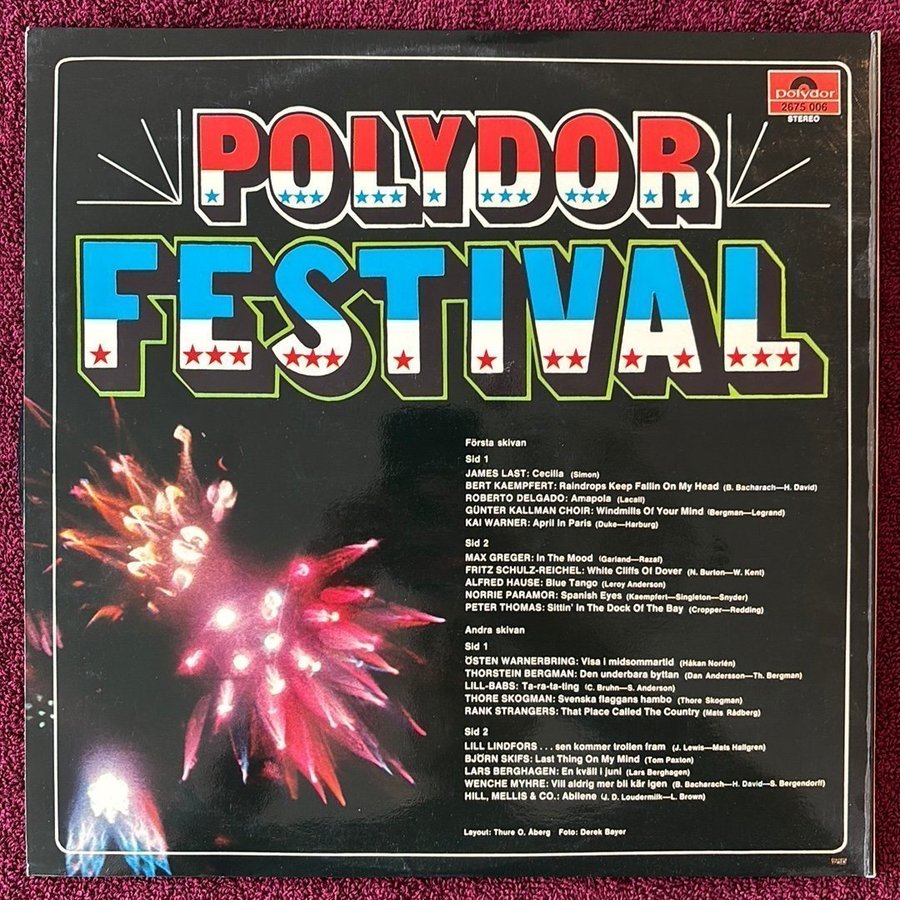 polydor
2675 006
STEREO
POLYDOR
FESTIVAL
Första skivan
Sid 1
JAMES LAST: Cecilia (Simon)
BERT KAEMPFERT: Raindrops Keep Fallin On My Head (B. Bacharach—H. David)
ROBERTO DELGADO: Amapola (Lacall)
GÜNTER KALLMAN CHOIR: Windmills Of Your Mind (Bergman—Legrand)
KAI WARNER: April In Paris (Duke—Harburg)
Sid 2
MAX GREGER: In The Mood (Garland—Razaf)
FRITZ SCHULZ-REICHEL: White Cliffs Of Dover (N. Burton—W. Kent)
ALFRED HAUSE: Blue Tango (Leroy Anderson)
NORRIE PARAMOR: Spanish Eyes (Kaempfert—Singleton—Snyder)
PETER THOMAS: Sittin' In The Dock Of The Bay (Cropper—Redding)
Andra skivan
Sid 1
ÖSTEN WARNERBRING: Visa i midsommartid (Håkan Norlén)
THORSTEIN BERGMAN: Den underbara byttan (Dan Andersson—Th. Bergman)
LILL-BABS: Ta-ra-ta-ting (C. Bruhn—S. Anderson)
THORE SKOGMAN: Svenska flaggans hambo (Thore Skogman)
RANK STRANGERS: That Place Called The Country (Mats Rådberg)
Sid 2
LILL LINDFORS . . . sen kommer trollen fram (J. Lewis—Mats Hallgren)
BJÖRN SKIFS: Last Thing On My Mind (Tom Paxton)
LARS BERGHAGEN: En kväll i juni (Lars Berghagen)
WENCHE MYHRE: Vill aldrig mer bli kär igen (B. Bacharach—H. David—S. Bergendorff)
HILL, MELLIS & CO.: Abilene (J. D. Loudermilk—L. Brown)
Layout: Thure O. Åberg Foto: Derek Bayer